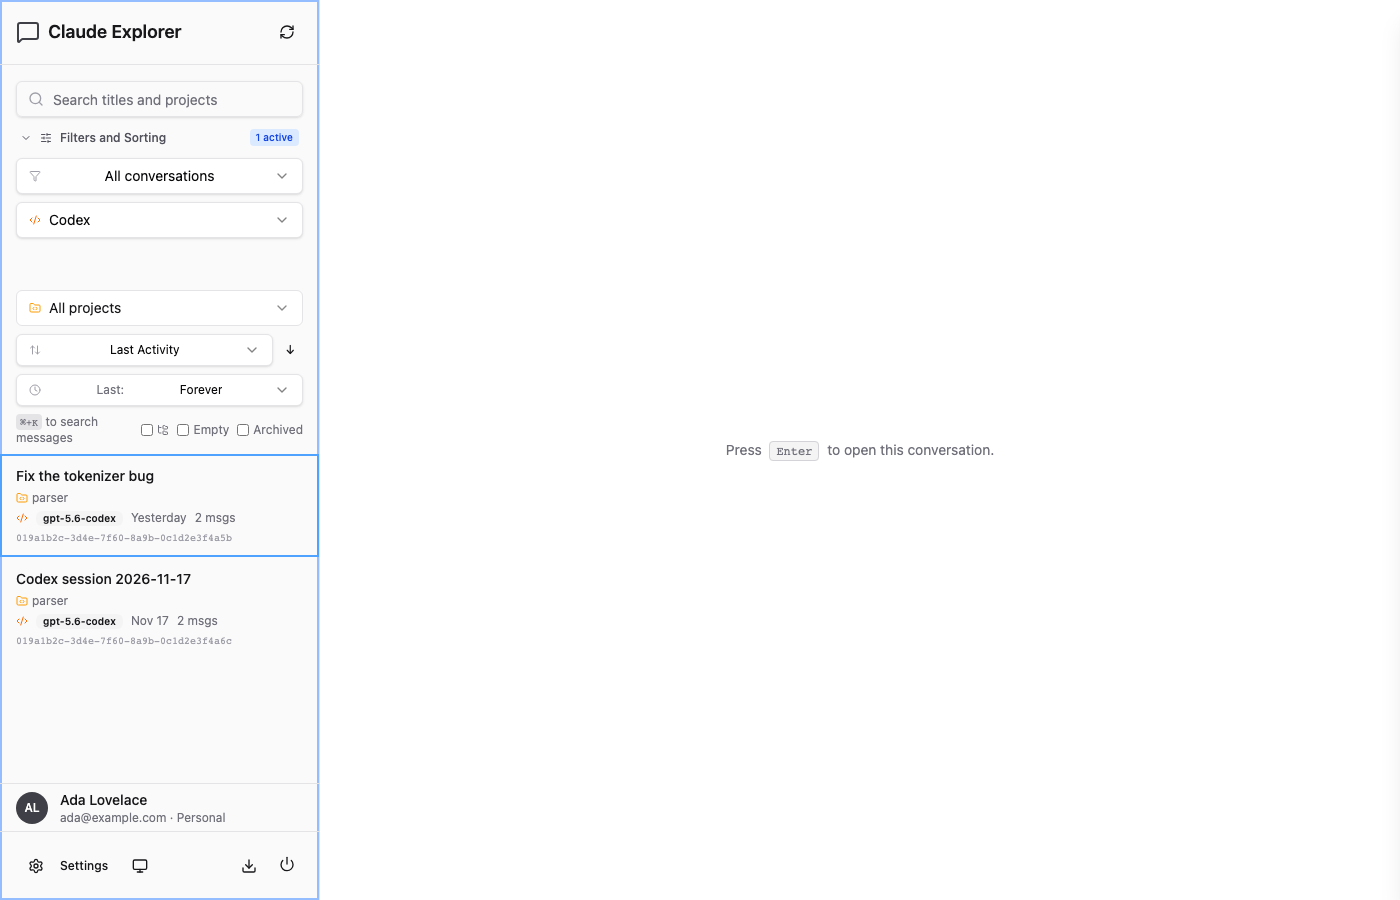 Claude Explorer
Search titles and projects
Filters and Sorting 1 active
All conversations
Codex
All projects
Last Activity
Last: Forever
⌘+K to search
messages
Empty Archived
Fix the tokenizer bug
parser
gpt-5.6-codex Yesterday 2 msgs
019a1b2c-3d4e-7f60-8a9b-0c1d2e3f4a5b
Codex session 2026-11-17
parser
gpt-5.6-codex Nov 17 2 msgs
019a1b2c-3d4e-7f60-8a9b-0c1d2e3f4a6c
Press Enter to open this conversation.
AL
Ada Lovelace
ada@example.com · Personal
Settings